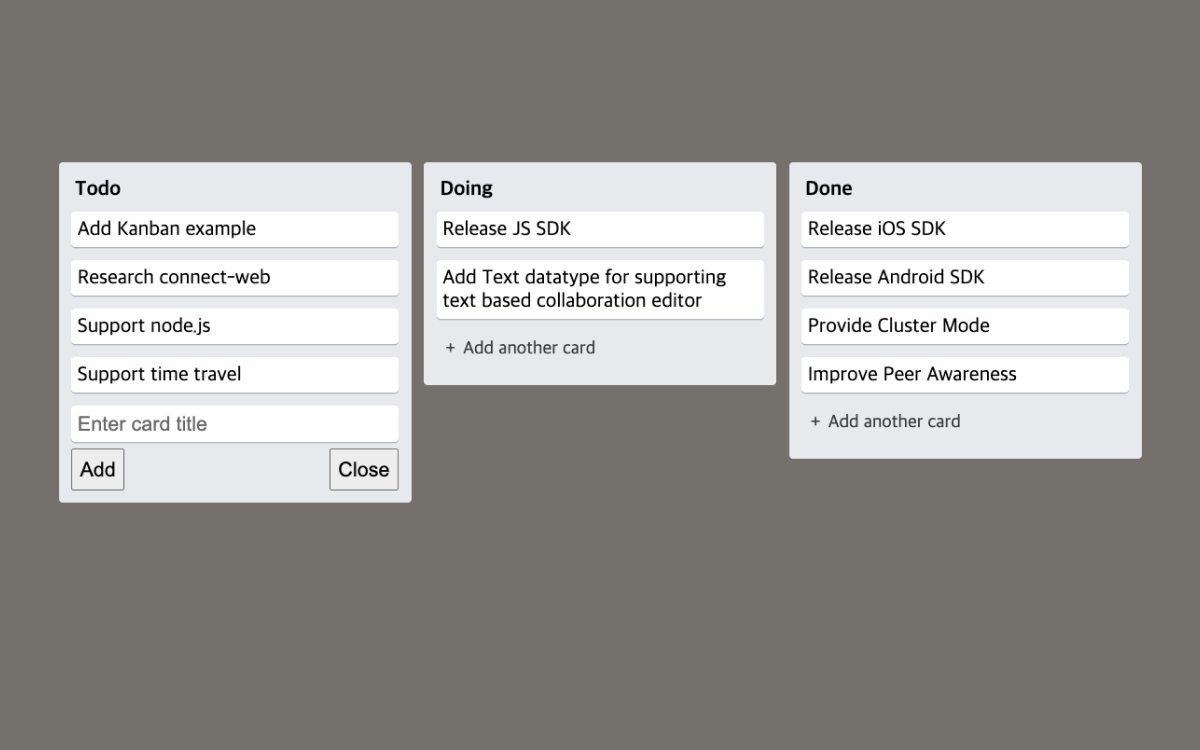 Todo
Add Kanban example
Research connect-web
Support node.js
Support time travel
Enter card title
Add
Close
Doing
Release JS SDK
Add Text datatype for supporting
text based collaboration editor
+ Add another card
Done
Release iOS SDK
Release Android SDK
Provide Cluster Mode
Improve Peer Awareness
+ Add another card